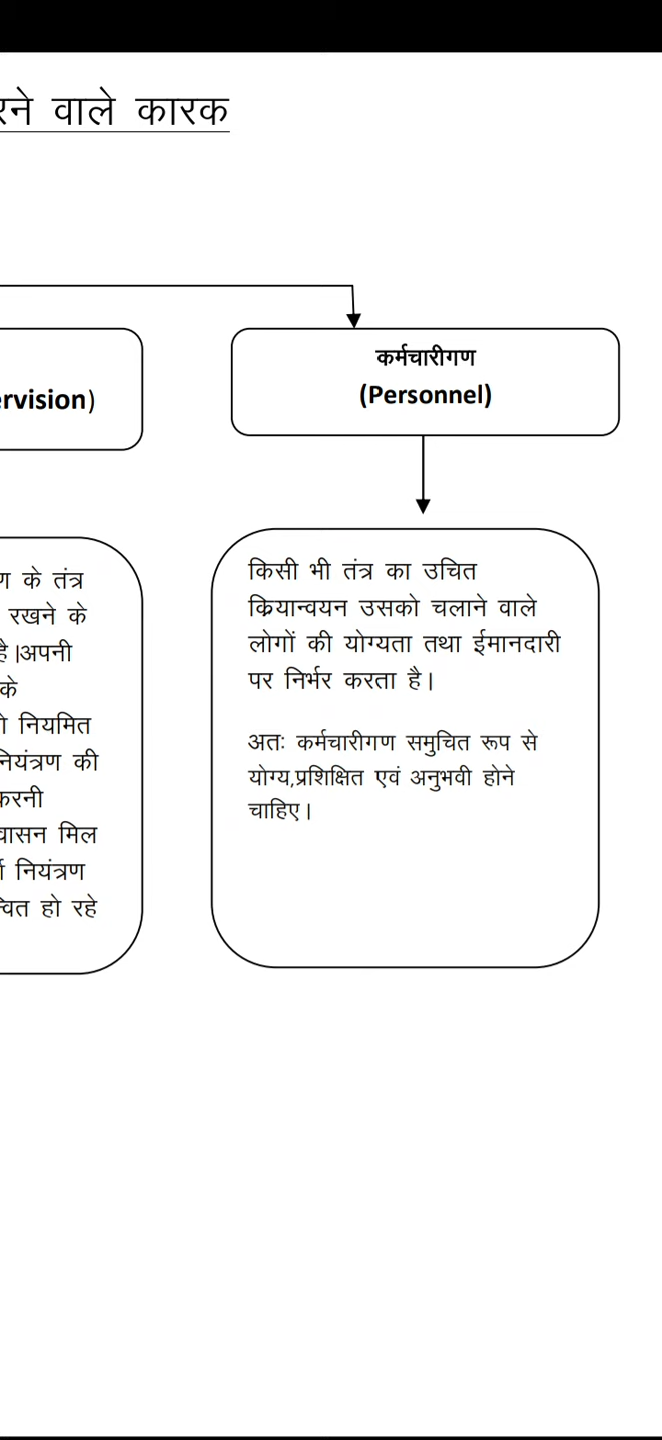 रने वाले कारक
ervision)
कर्मचारीगण
(Personnel)
ण के तंत्र
रखने के
है।अपनी
के
नियमित
नियंत्रण की
करनी
वासन मिल
नियंत्रण
न्वित हो रहे
किसी भी तंत्र का उचित
क्रियान्वयन उसको चलाने वाले
लोगों की योग्यता तथा ईमानदारी
पर निर्भर करता है।
अतः कर्मचारीगण समुचित रूप से
योग्य,प्रशिक्षित एवं अनुभवी होने
चाहिए।